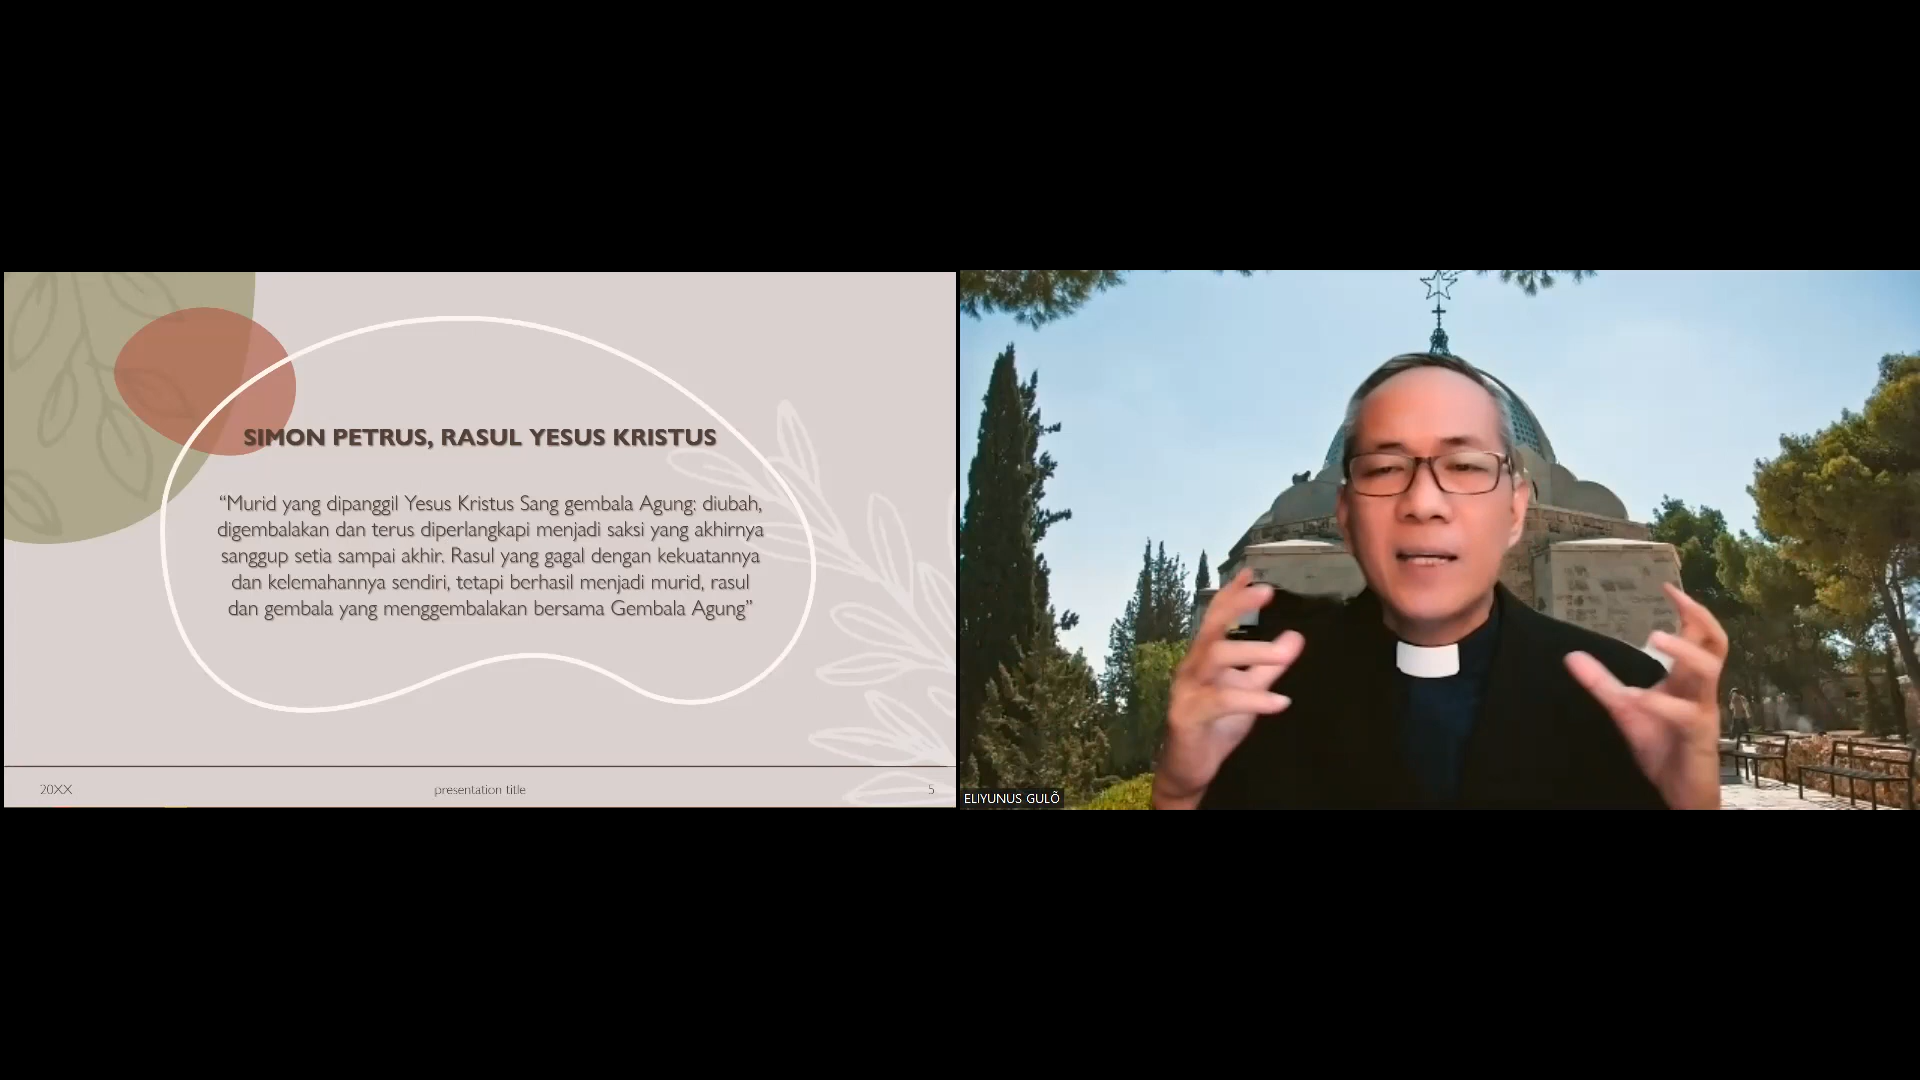 SIMON PETRUS, RASUL YESUS KRISTUS
“Murid yang dipanggil Yesus Kristus Sang gembala Agung: diubah,
digembalakan dan terus diperlangkapi menjadi saksi yang akhirnya
sanggup setia sampai akhir. Rasul yang gagal dengan kekuatannya
dan kelemahannya sendiri, tetapi berhasil menjadi murid, rasul
dan gembala yang menggembalakan bersama Gembala Agung”
20XX
presentation title
5
ELIYUNUS GULÕ